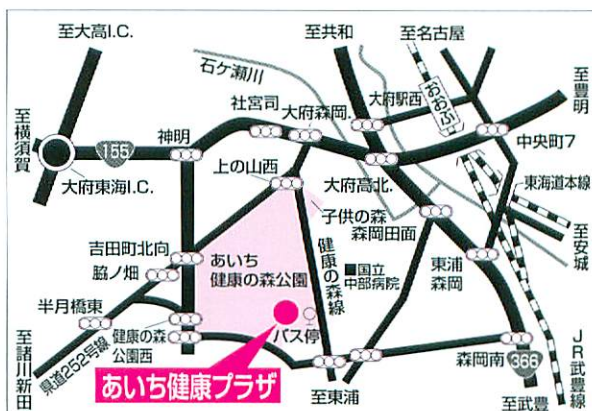 至大高I.C.
至共和
至名古屋
石ケ瀬川
大府駅西
おおぶ
至豊明
社宮司
大府森岡.
至横須賀
155
神明
中央町7
大府東海I.C.
上の山西
大府高北.
東海道本線
子供の森
森岡田面
吉田町北向
あいち
健康の森公園
健康の森線
国立
中部病院
東浦
森岡
至安城
脇ノ畑
半月橋東
健康の森
公園西
バス停
至諸川新田
県道252号線
森岡南
366
JR武豊線
あいち健康プラザ
至東浦
至武豊